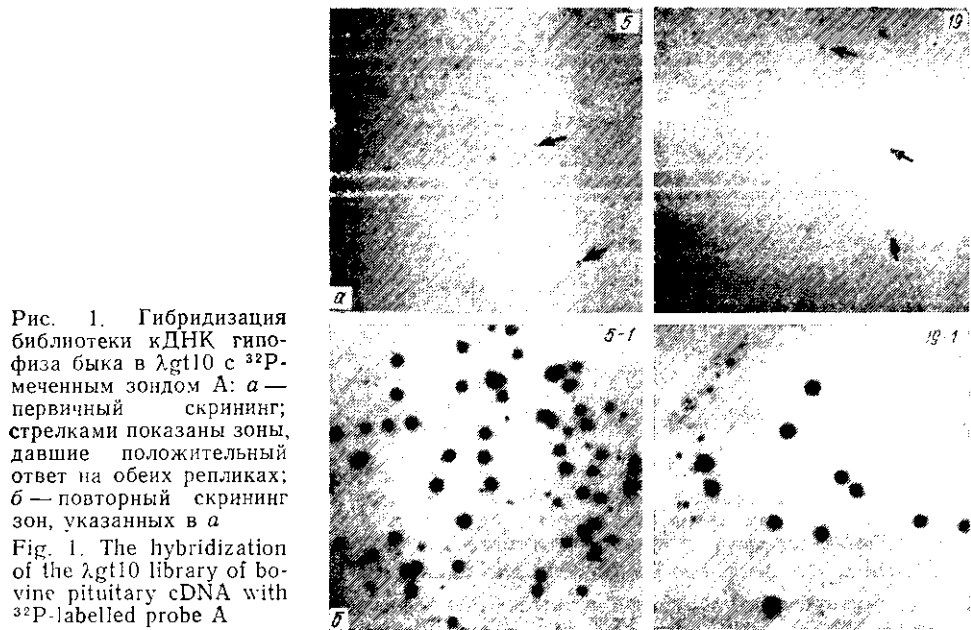 5
19
а
5-1
19-1
б
Рис. 1. Гибридизация
библиотеки кДНК гипо-
физа быка в λgt10 с ³²P-
меченным зондом А: а —
первичный скрининг;
стрелками показаны зоны,
давшие положительный
ответ на обеих репликах;
б — повторный скрининг
зон, указанных в а
Fig. 1. The hybridization
of the λgt10 library of bo-
vine pituitary cDNA with
³²P-labelled probe A